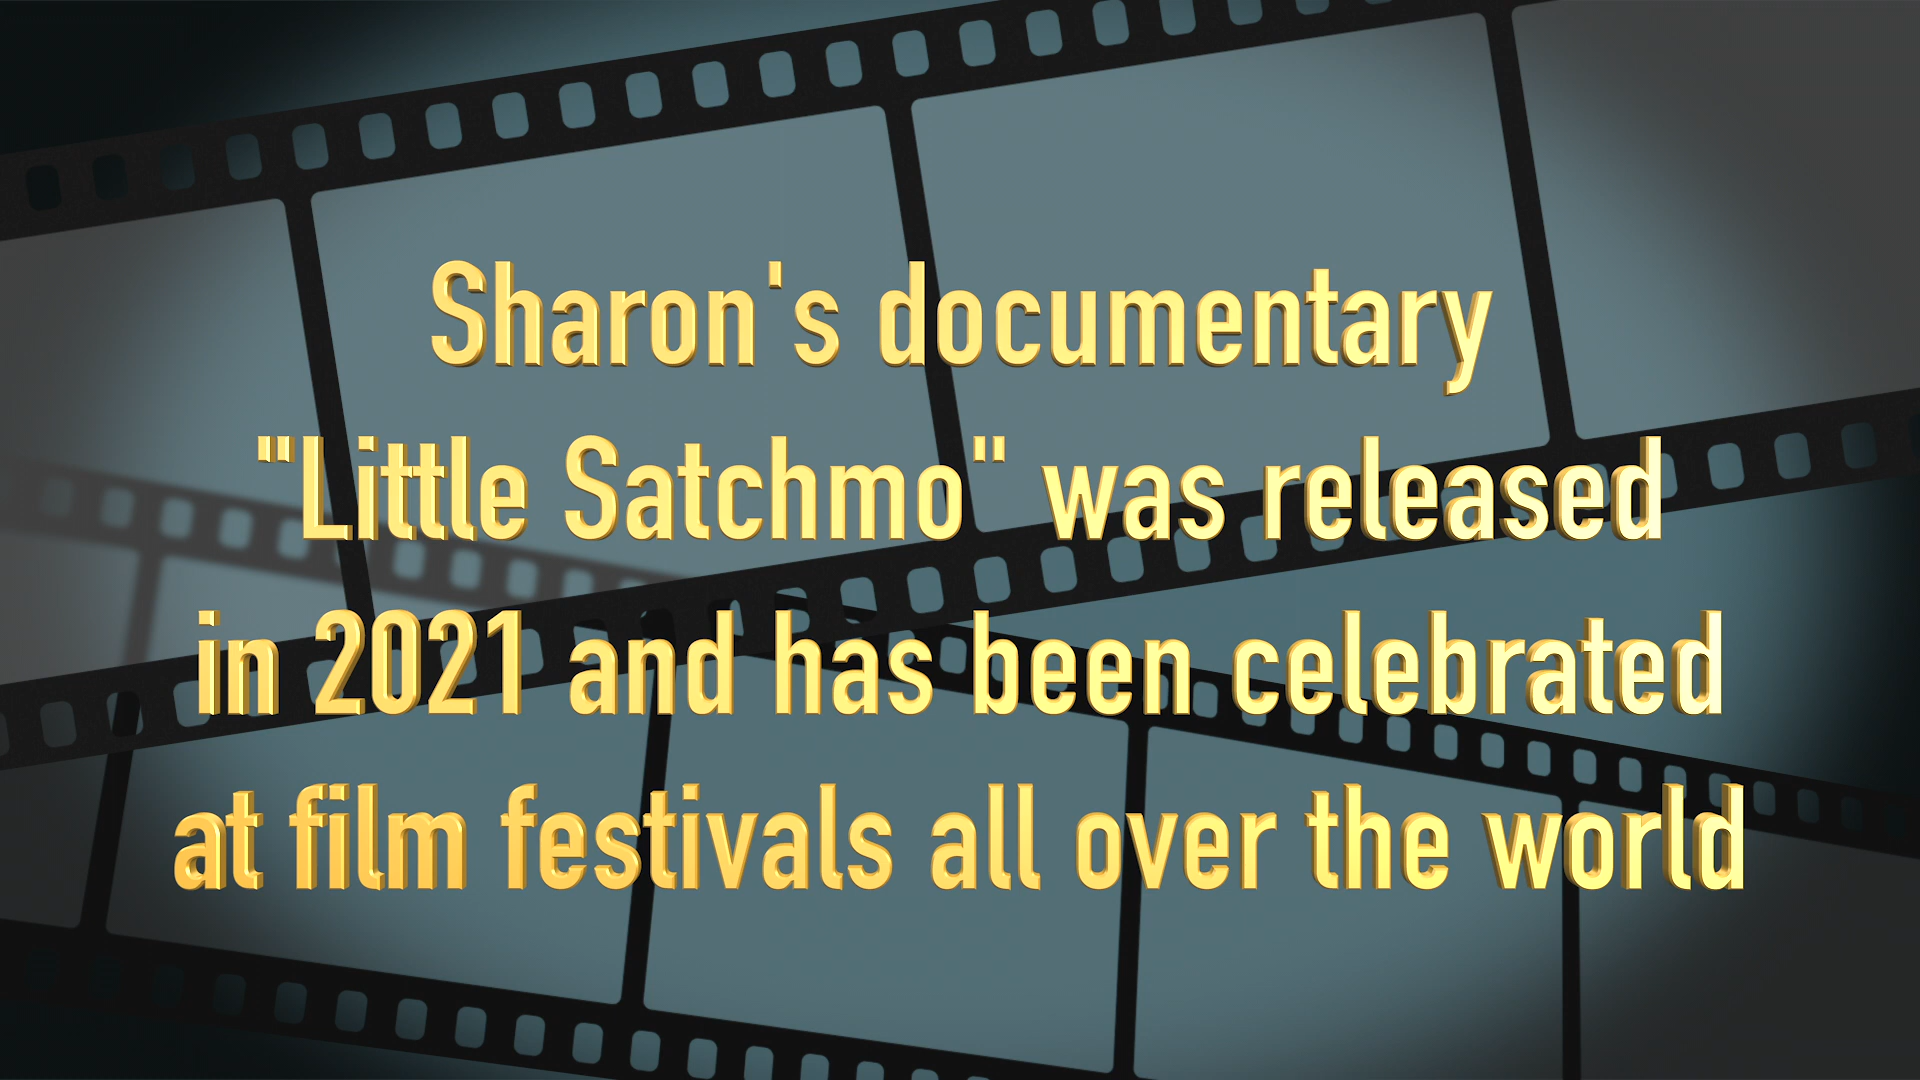 Sharon's documentary
"Little Satchmo" was released
in 2021 and has been celebrated
at film festivals all over the world